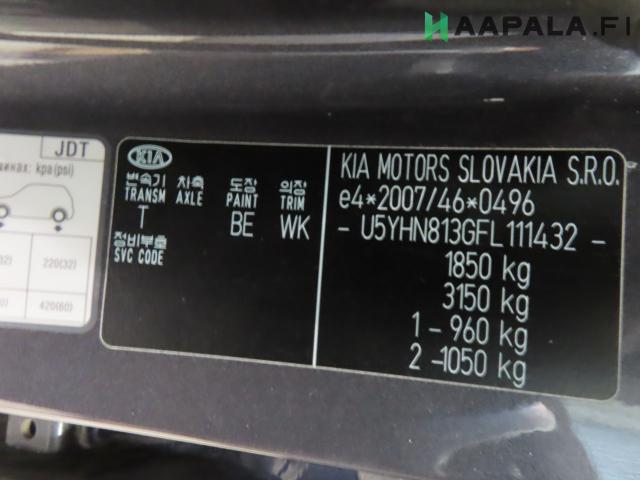 HAAPALA.FI
JDT
шинах: kpa(psi)
220(32)
420(60)
KIA
변속기 차축 도장 의장
TRANSM AXLE PAINT TRIM
T BE WK
정비부호
SVC CODE
KIA MOTORS SLOVAKIA S.R.O.
e4*2007/46*0496
- U5YHN813GFL111432 -
1850 kg
3150 kg
1 - 960 kg
2 -1050 kg